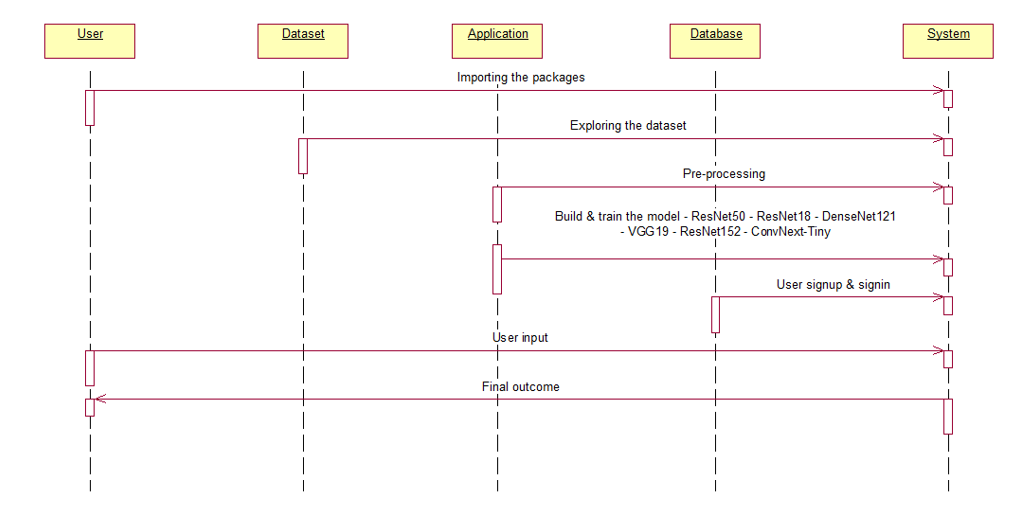 User
Dataset
Application
Database
System
Importing the packages
Exploring the dataset
Pre-processing
Build & train the model - ResNet50 - ResNet18 - DenseNet121
- VGG19 - ResNet152 - ConvNext-Tiny
User signup & signin
User input
Final outcome